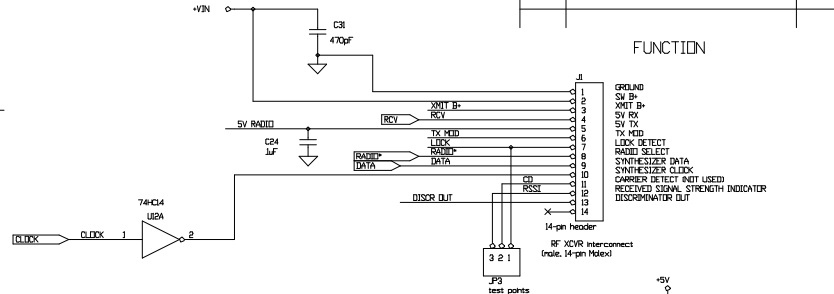 +VIN
C31
470pF
FUNCTION
J1
1 GROUND
2 SW B+
XMIT B+ 3 XMIT B+
RCV RCV 4 5V RX
5V RADIO 5 5V TX
TX MOD 6 TX MOD
LOCK 7 LOCK DETECT
RADIO* RADIO* 8 RADIO SELECT
DATA DATA 9 SYNTHESIZER DATA
10 SYNTHESIZER CLOCK
CD 11 CARRIER DETECT (NOT USED)
RSSI 12 RECEIVED SIGNAL STRENGTH INDICATOR
DISCR OUT 13 DISCRIMINATOR OUT
14
C24
1uF
74HC14
U12A
CLOCK CLOCK 1 2
14-pin header
RF XCVR interconnect
(male, 14-pin Molex)
3 2 1
JP3
test points
+5V